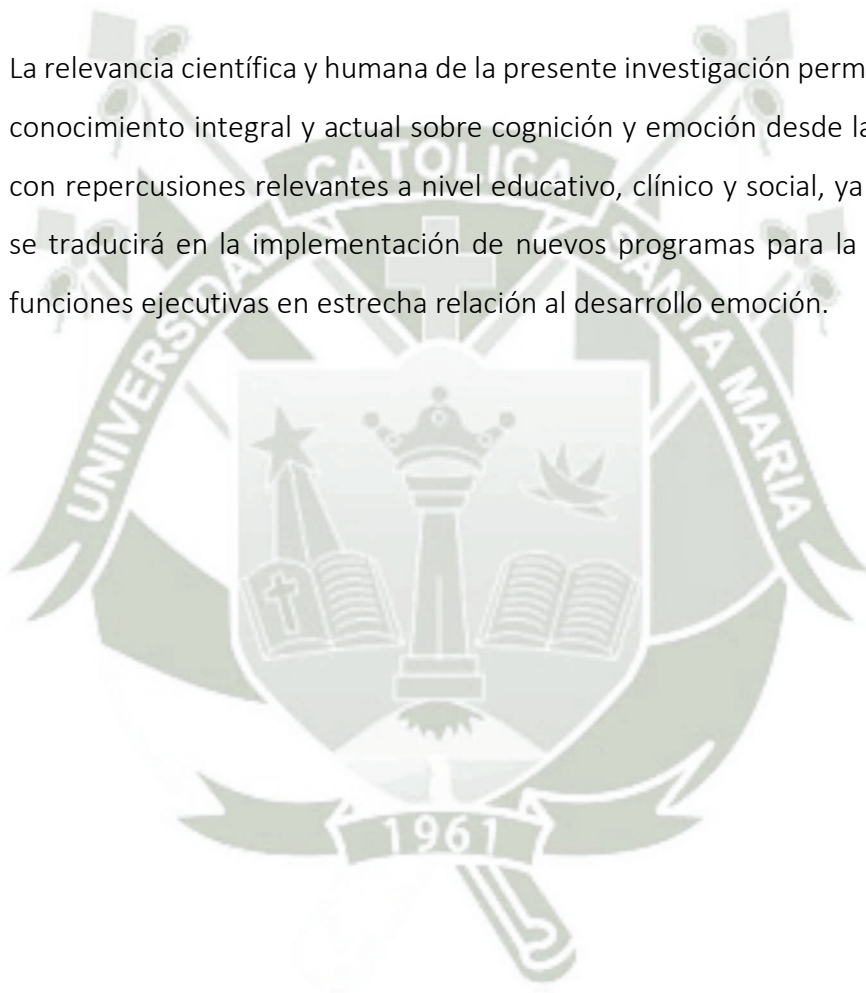 La relevancia científica y humana de la presente investigación perm
conocimiento integral y actual sobre cognición y emoción desde la
con repercusiones relevantes a nivel educativo, clínico y social, ya
se traducirá en la implementación de nuevos programas para la
funciones ejecutivas en estrecha relación al desarrollo emoción.
UNIVERSIDAD CATOLICA SANTA MARIA
1961